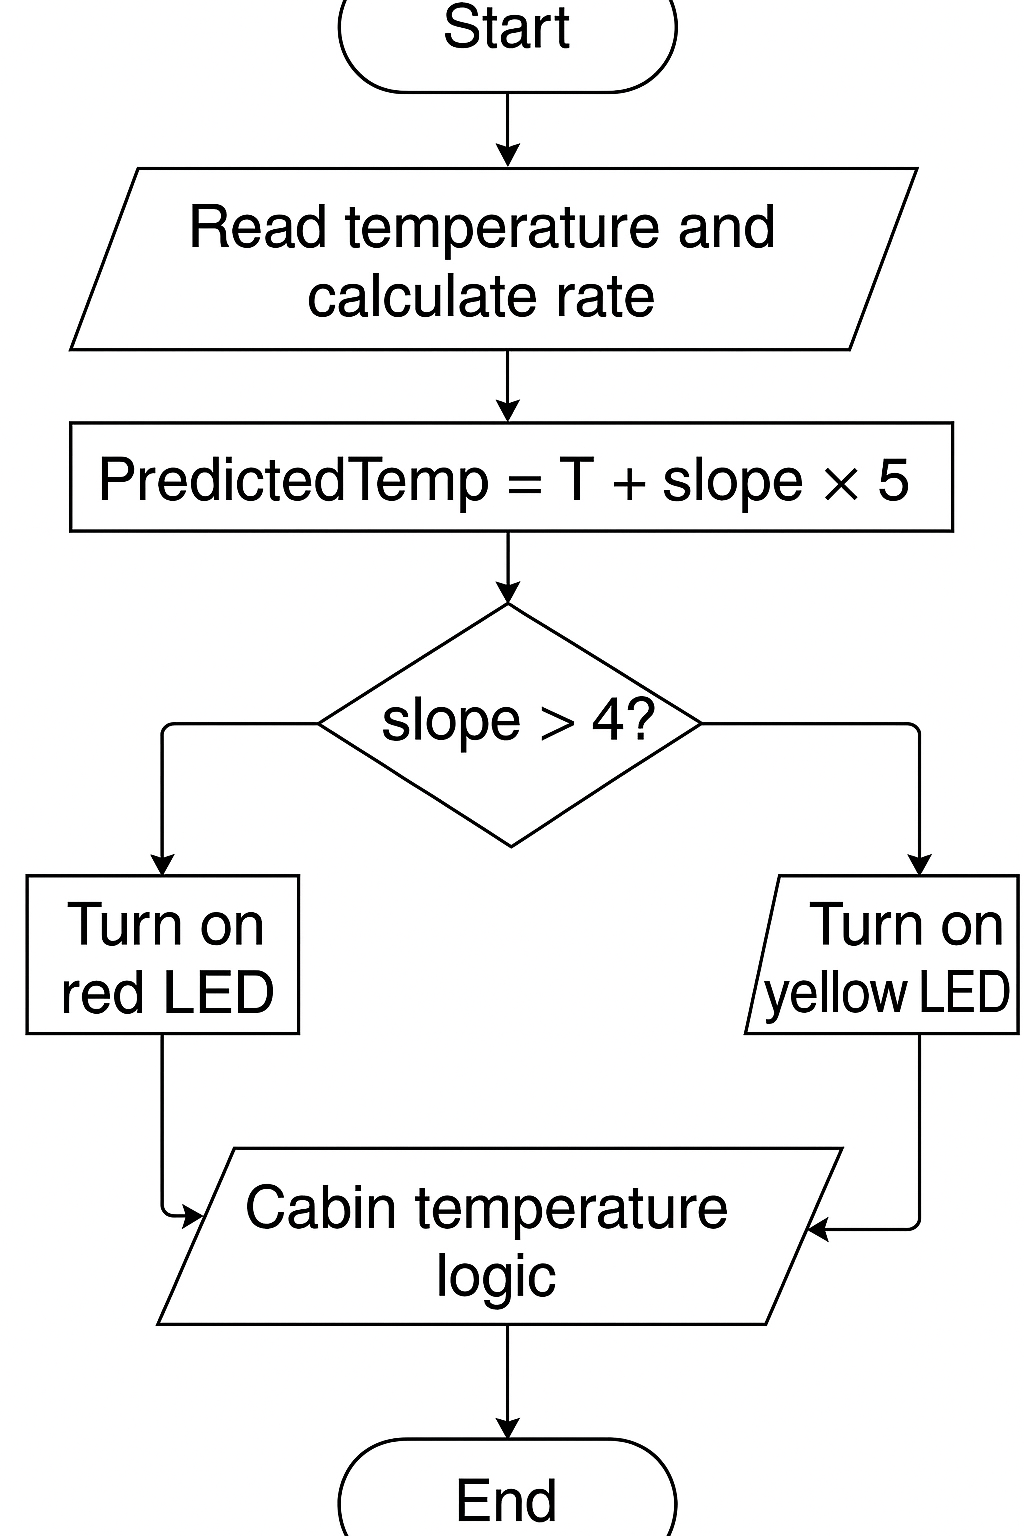 Start
Read temperature and
calculate rate
PredictedTemp = T + slope × 5
slope > 4?
Turn on
red LED
Turn on
yellow LED
Cabin temperature
logic
End